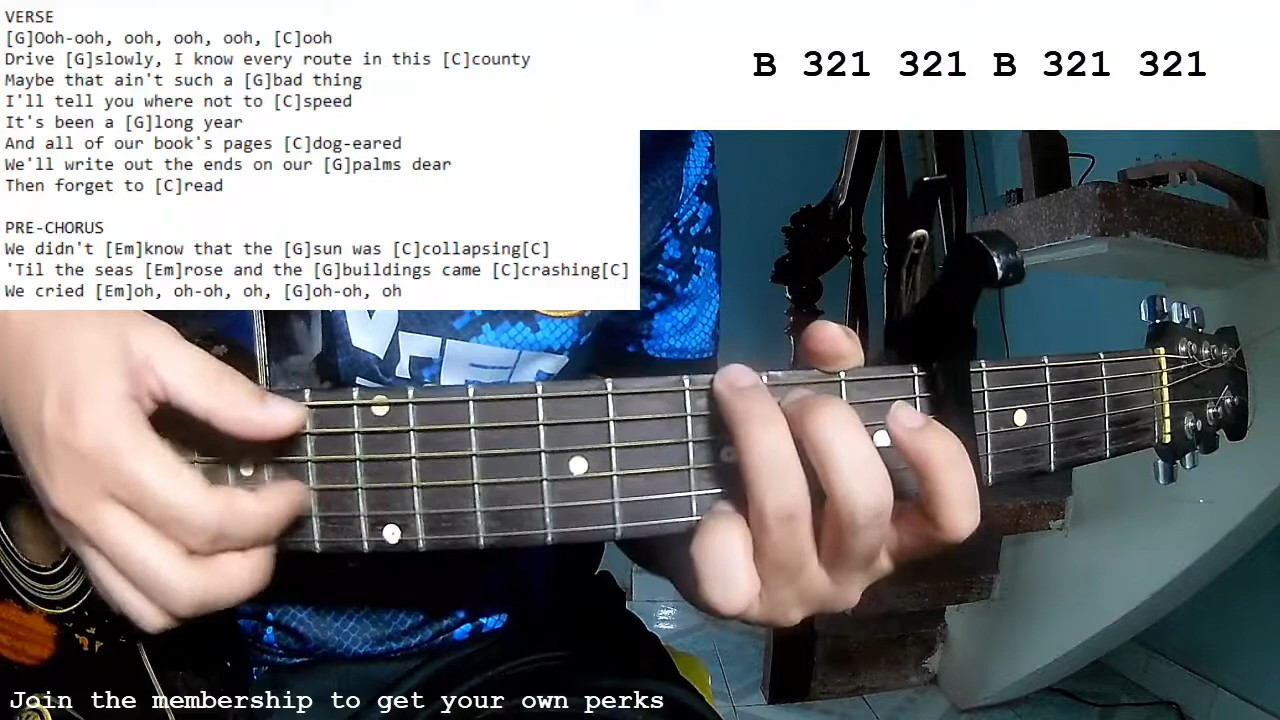 VERSE
[G]Ooh-ooh, ooh, ooh, ooh, [C]ooh
Drive [G]slowly, I know every route in this [C]county
Maybe that ain't such a [G]bad thing
I'll tell you where not to [C]speed
It's been a [G]long year
And all of our book's pages [C]dog-eared
We'll write out the ends on our [G]palms dear
Then forget to [C]read
PRE-CHORUS
We didn't [Em]know that the [G]sun was [C]collapsing[C]
'Til the seas [Em]rose and the [G]buildings came [C]crashing[C]
We cried [Em]oh, oh-oh, oh, [G]oh-oh, oh
B 321 321 B 321 321
Join the membership to get your own perks